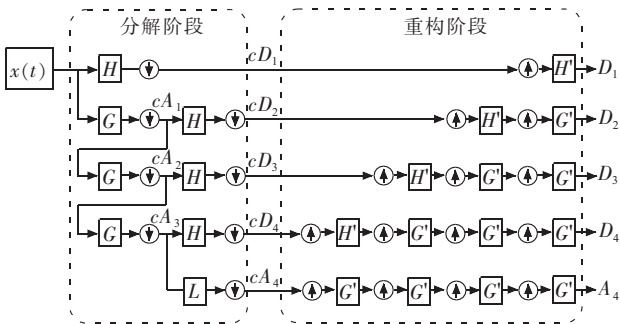 分解阶段 重构阶段
x(t) H cD₁ H' D₁
G cA₁ H cD₂ H' G' D₂
G cA₂ H cD₃ H' G' G' D₃
G cA₃ H cD₄ H' G' G' G' D₄
L cA₄ G' G' G' G' A₄